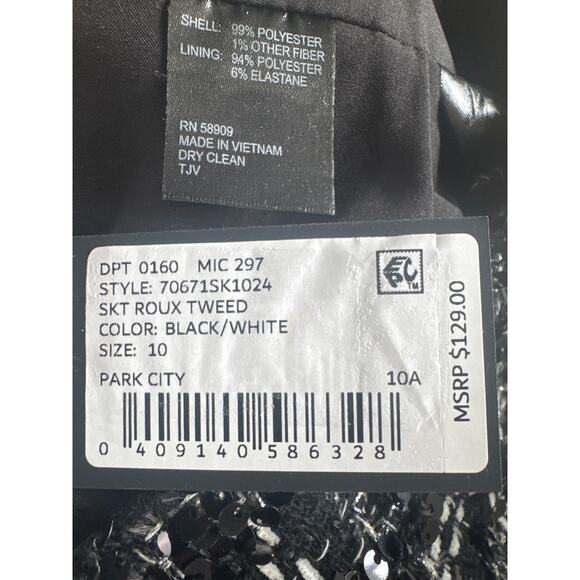 SHELL: 99% POLYESTER
1% OTHER FIBER
LINING: 94% POLYESTER
6% ELASTANE
RN 58909
MADE IN VIETNAM
DRY CLEAN
TJV
DPT 0160 MIC 297
STYLE: 70671SK1024
SKT ROUX TWEED
COLOR: BLACK/WHITE
SIZE: 10
PARK CITY 10A
0 409140 586328
MSRP $129.00